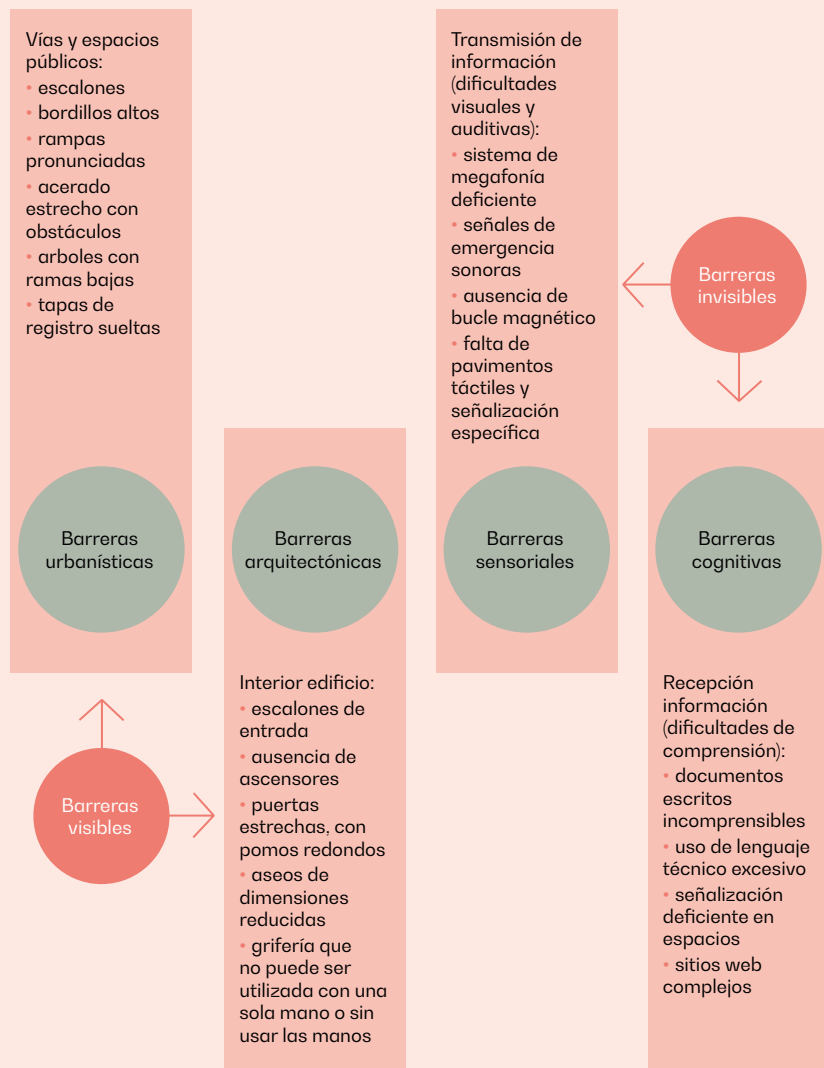 Vías y espacios
públicos:
• escalones
• bordillos altos
• rampas
pronunciadas
• acerado
estrecho con
obstáculos
• arboles con
ramas bajas
• tapas de
registro sueltas
Barreras
urbanísticas
Barreras
visibles
Barreras
arquitectónicas
Interior edificio:
• escalones de
entrada
• ausencia de
ascensores
• puertas
estrechas, con
pomos redondos
• aseos de
dimensiones
reducidas
• grifería que
no puede ser
utilizada con una
sola mano o sin
usar las manos
Transmisión de
información
(dificultades
visuales y
auditivas):
• sistema de
megafonía
deficiente
• señales de
emergencia
sonoras
• ausencia de
bucle magnético
• falta de
pavimentos
táctiles y
señalización
específica
Barreras
sensoriales
Barreras
invisibles
Barreras
cognitivas
Recepción
información
(dificultades de
comprensión):
• documentos
escritos
incomprensibles
• uso de lenguaje
técnico excesivo
• señalización
deficiente en
espacios
• sitios web
complejos